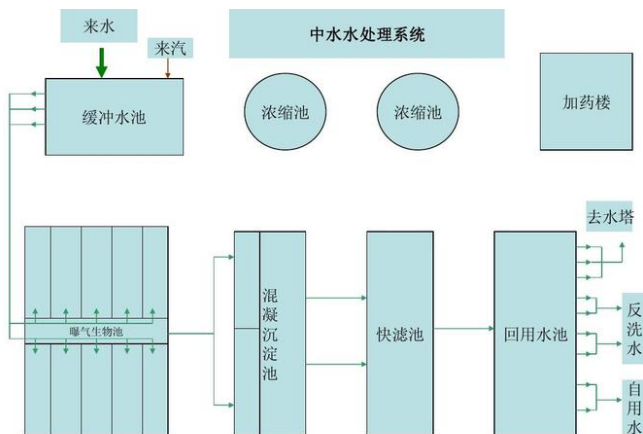 来水
中水水处理系统
来汽
缓冲水池
浓缩池
浓缩池
加药楼
去水塔
曝气生物池
混凝沉淀池
快滤池
回用水池
反洗水
自用水